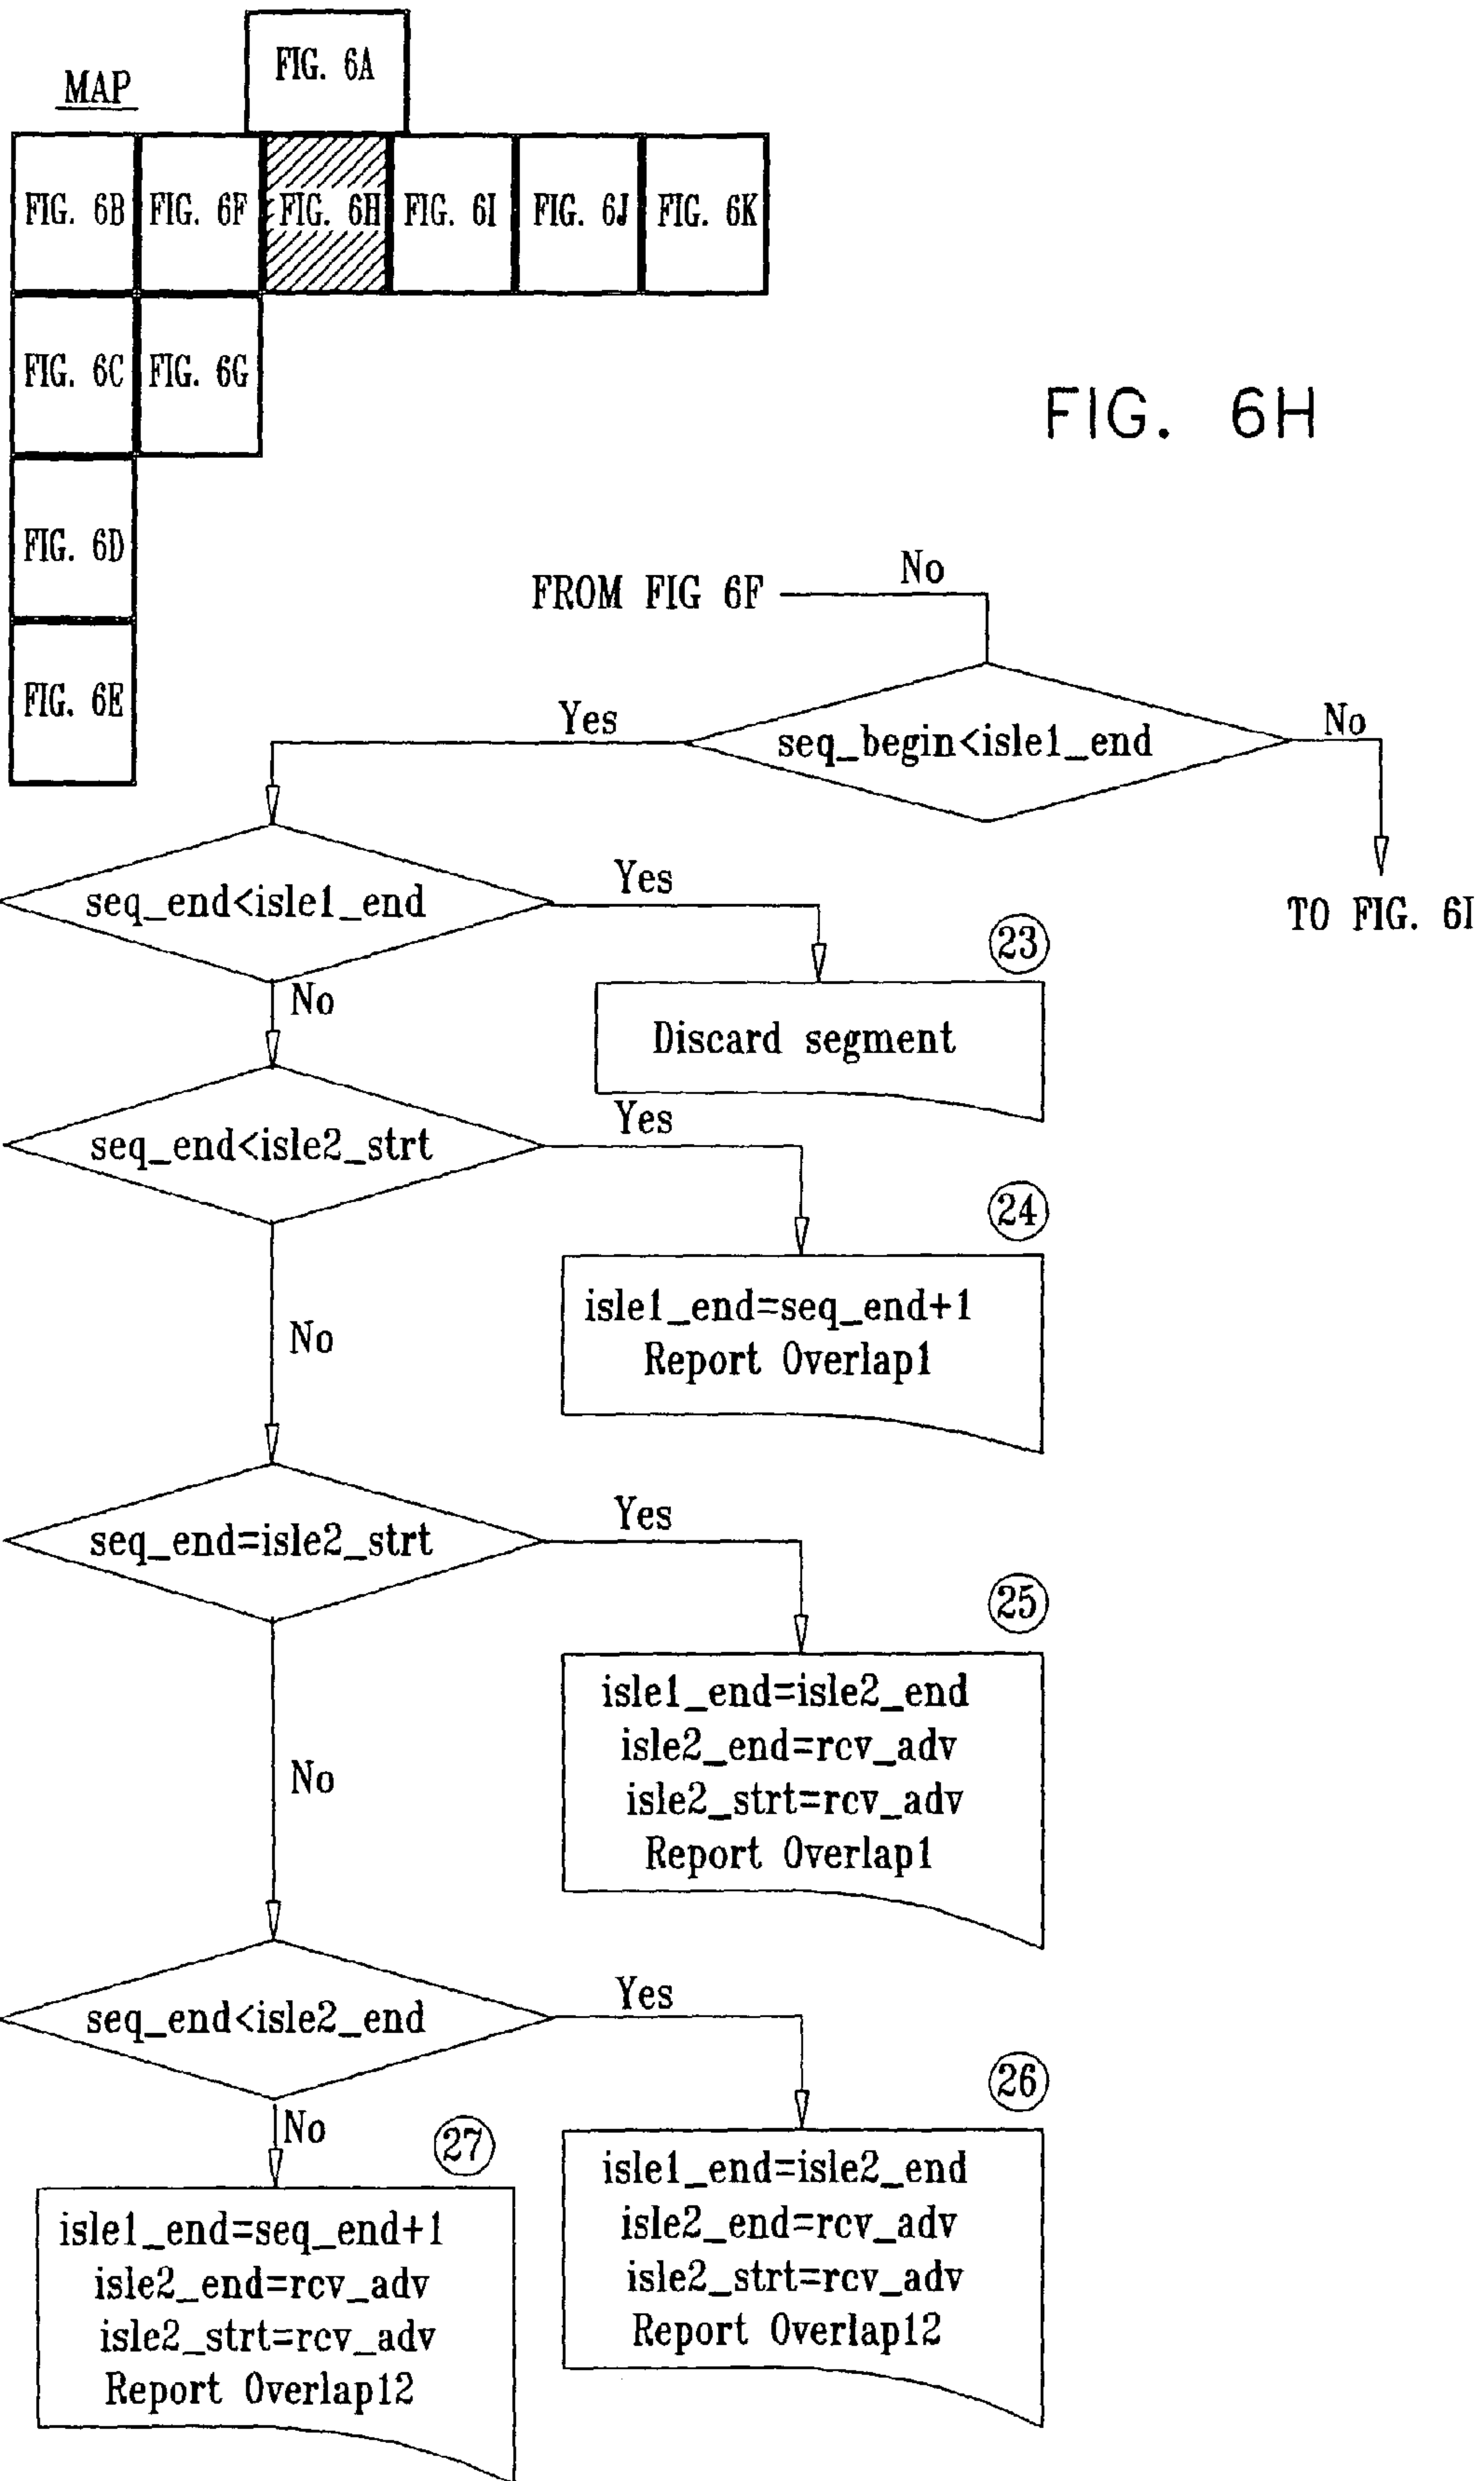 FIG. 6A
MAP
FIG. 6B FIG. 6F FIG. 6H FIG. 6I FIG. 6J FIG. 6K
FIG. 6C FIG. 6G
FIG. 6H
FIG. 6D
FIG. 6E
FROM FIG 6F No
seq_begin<isle1_end
Yes
No
TO FIG. 6I
seq_end<isle1_end
Yes
No
23
Discard segment
seq_end<isle2_strt
Yes
No
24
isle1_end=seq_end+1
Report Overlap1
seq_end=isle2_strt
Yes
No
25
isle1_end=isle2_end
isle2_end=rcv_adv
isle2_strt=rcv_adv
Report Overlap1
seq_end<isle2_end
Yes
No
26
isle1_end=isle2_end
isle2_end=rcv_adv
isle2_strt=rcv_adv
Report Overlap12
27
isle1_end=seq_end+1
isle2_end=rcv_adv
isle2_strt=rcv_adv
Report Overlap12